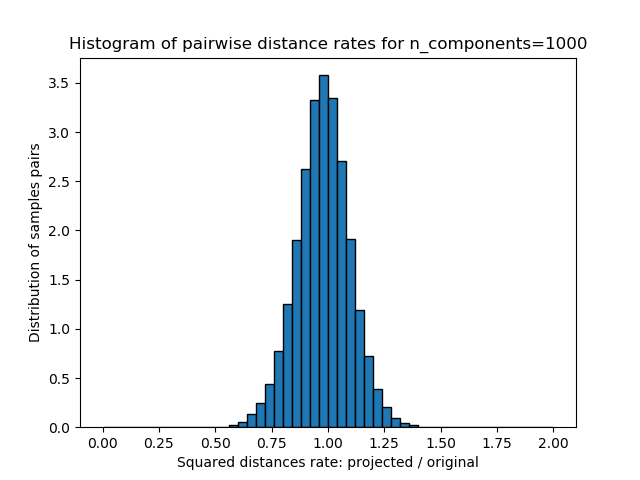 Histogram of pairwise distance rates for n_components=1000
Distribution of samples pairs
3.5
3.0
2.5
2.0
1.5
1.0
0.5
0.0
0.00 0.25 0.50 0.75 1.00 1.25 1.50 1.75 2.00
Squared distances rate: projected / original